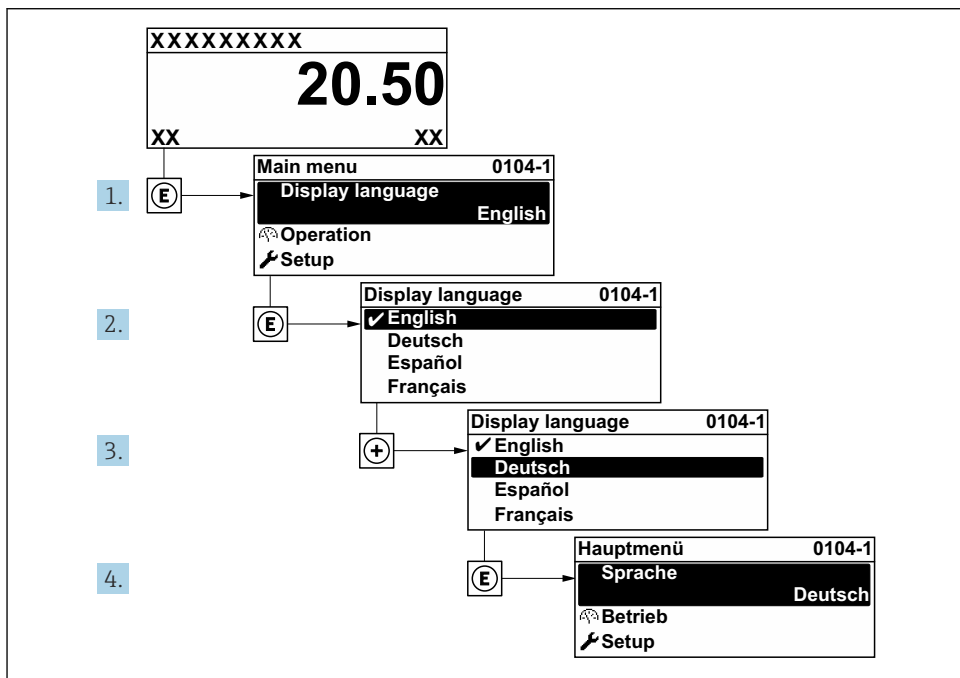 XXXXXXXXX
20.50
XX XX
1. E
Main menu 0104-1
Display language
English
Operation
Setup
2. E
Display language 0104-1
✔English
Deutsch
Español
Français
3. +
Display language 0104-1
✔English
Deutsch
Español
Français
4. E
Hauptmenü 0104-1
Sprache
Deutsch
Betrieb
Setup